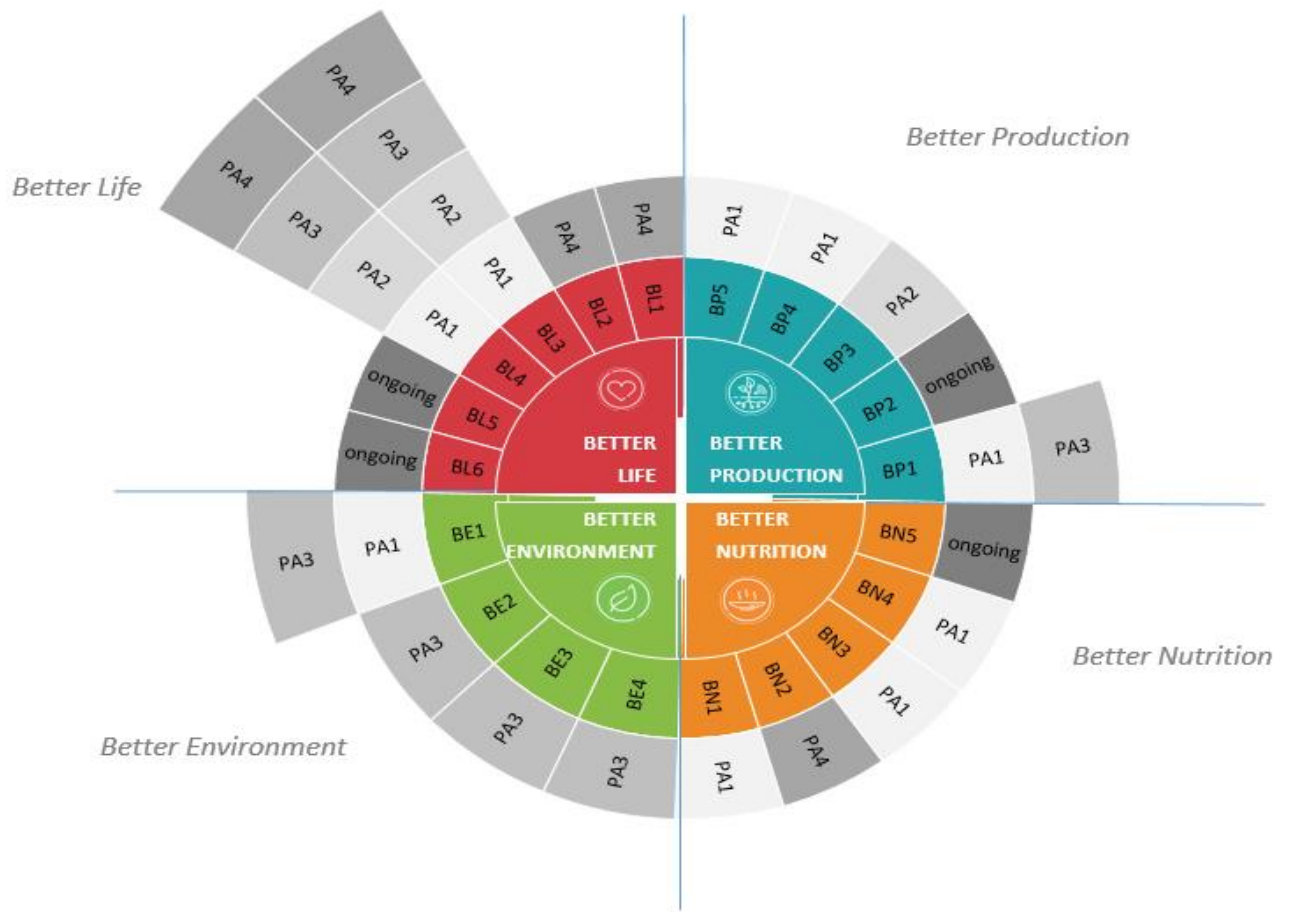 Better Production
Better Life
PA4
PA3
PA2
PA1
PA4
PA3
PA2
PA1
PA4
PA4
PA1
PA1
PA2
ongoing
PA1
PA3
ongoing
ongoing
BL1
BL2
BL3
BL4
BL5
BL6
BP5
BP4
BP3
BP2
BP1
BETTER
LIFE
BETTER
PRODUCTION
BETTER
ENVIRONMENT
BETTER
NUTRITION
BE1
BE2
BE3
BE4
BN1
BN2
BN3
BN4
BN5
PA3
PA1
PA3
PA3
PA3
PA1
PA4
PA1
PA1
ongoing
Better Nutrition
Better Environment